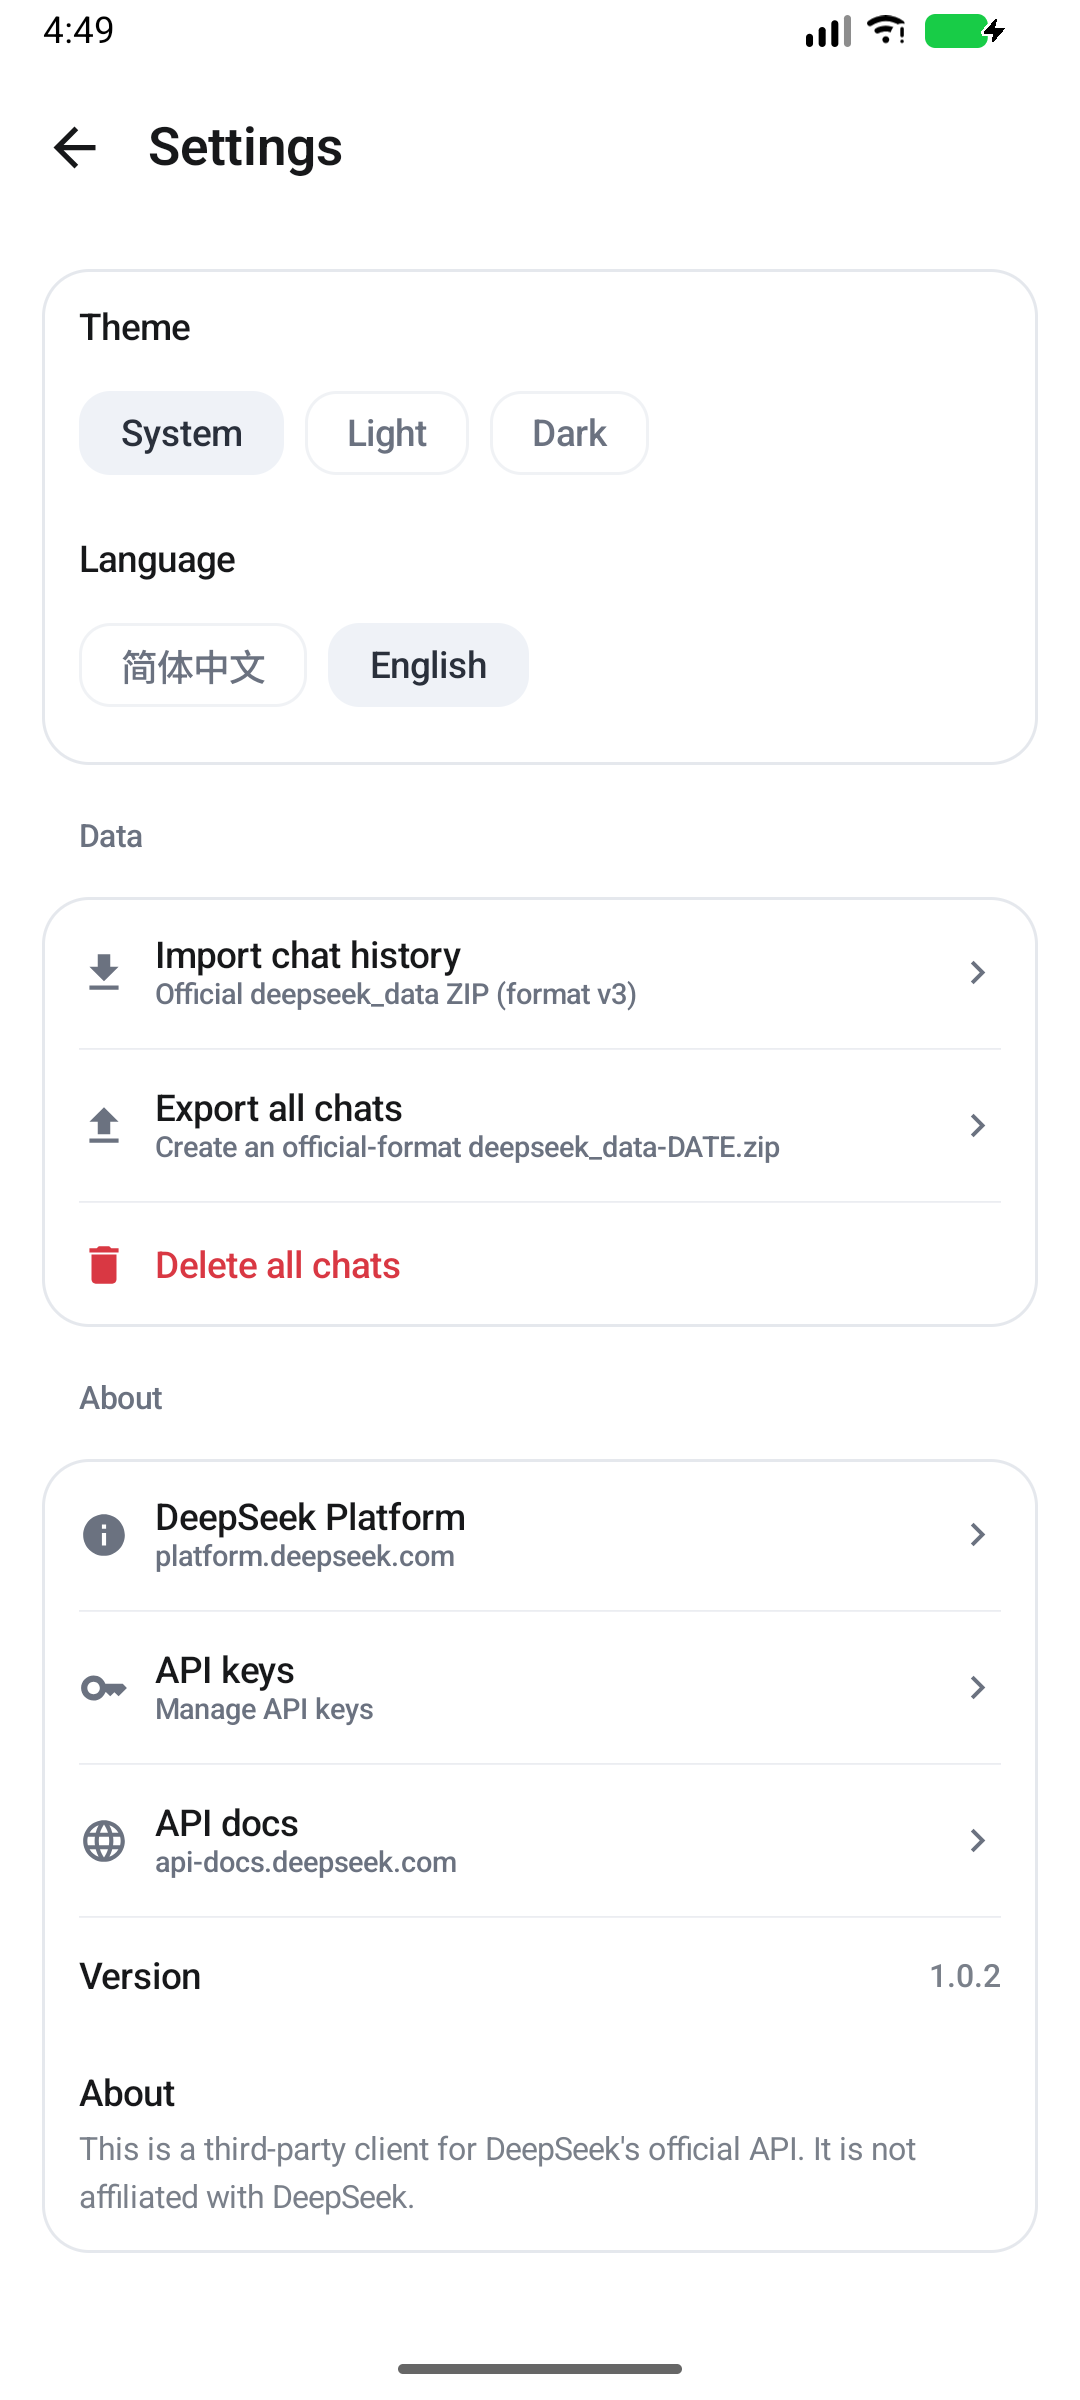 4:49
Settings
Theme
System
Light
Dark
Language
简体中文
English
Data
Import chat history
Official deepseek_data ZIP (format v3)
Export all chats
Create an official-format deepseek_data-DATE.zip
Delete all chats
About
DeepSeek Platform
platform.deepseek.com
API keys
Manage API keys
API docs
api-docs.deepseek.com
Version
1.0.2
About
This is a third-party client for DeepSeek's official API. It is not
affiliated with DeepSeek.